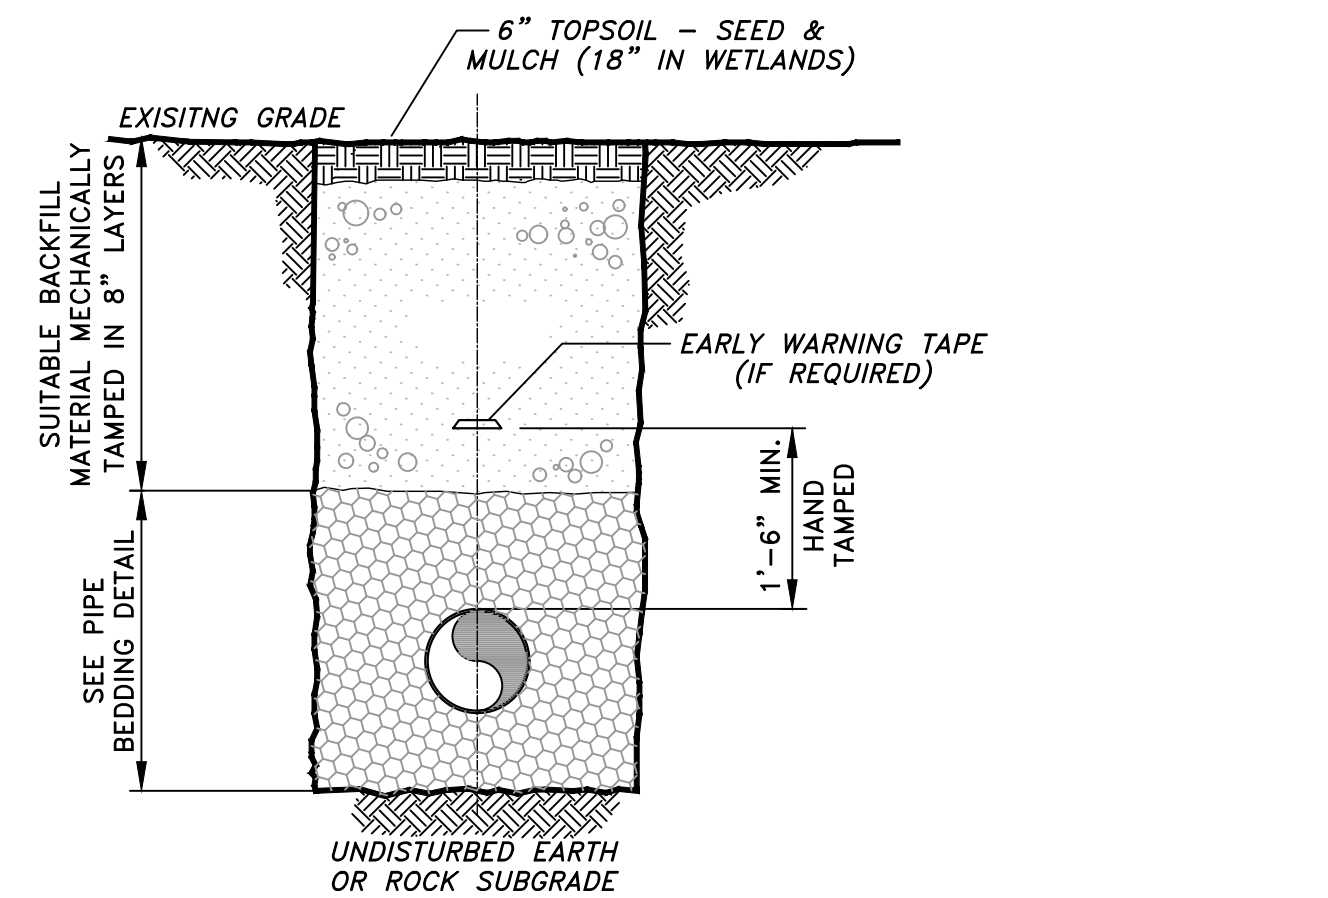 6” TOPSOIL – SEED &
MULCH (18” IN WETLANDS)
EXISITNG GRADE
SUITABLE BACKFILL
MATERIAL MECHANICALLY
TAMPED IN 8” LAYERS
EARLY WARNING TAPE
(IF REQUIRED)
1’–6” MIN.
HAND
TAMPED
SEE PIPE
BEDDING DETAIL
UNDISTURBED EARTH
OR ROCK SUBGRADE